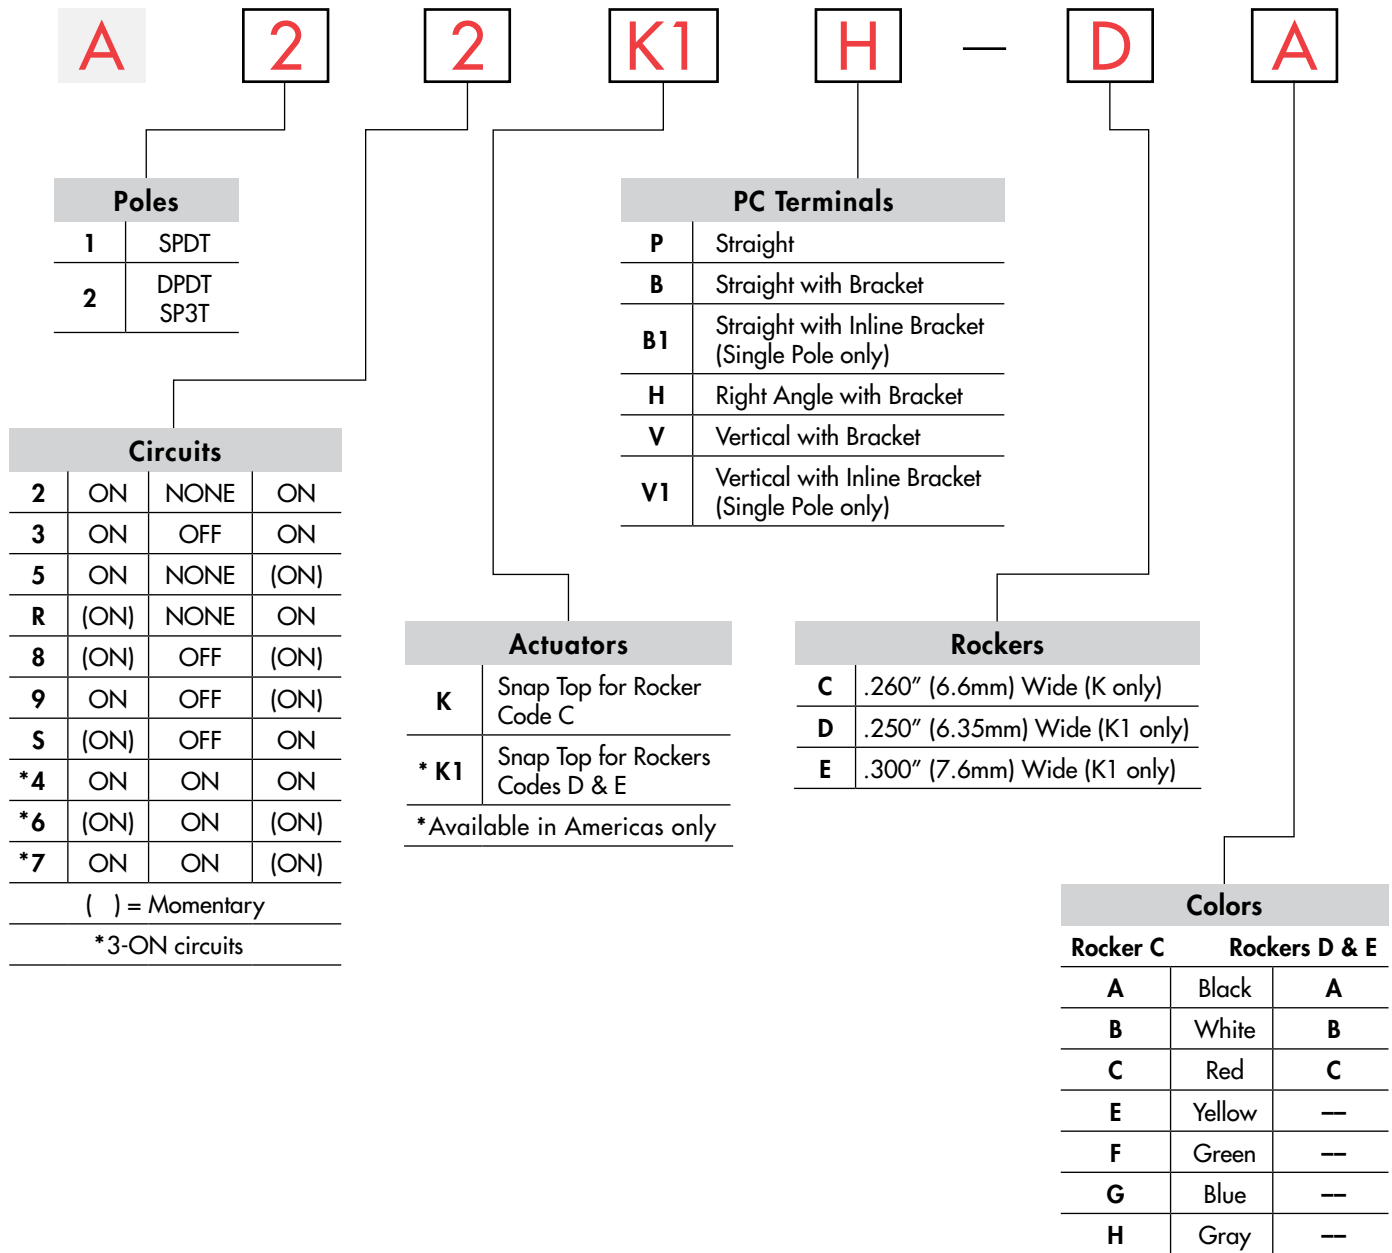 A 2 2 K1 H — D A
Poles
1 SPDT
2 DPDT
SP3T
Circuits
2 ON NONE ON
3 ON OFF ON
5 ON NONE (ON)
R (ON) NONE ON
8 (ON) OFF (ON)
9 ON OFF (ON)
S (ON) OFF ON
*4 ON ON ON
*6 (ON) ON (ON)
*7 ON ON (ON)
( ) = Momentary
*3-ON circuits
Actuators
K Snap Top for Rocker
Code C
* K1 Snap Top for Rockers
Codes D & E
*Available in Americas only
PC Terminals
P Straight
B Straight with Bracket
B1 Straight with Inline Bracket
(Single Pole only)
H Right Angle with Bracket
V Vertical with Bracket
V1 Vertical with Inline Bracket
(Single Pole only)
Rockers
C .260" (6.6mm) Wide (K only)
D .250" (6.35mm) Wide (K1 only)
E .300" (7.6mm) Wide (K1 only)
Colors
Rocker C Rockers D & E
A Black A
B White B
C Red C
E Yellow —
F Green —
G Blue —
H Gray —